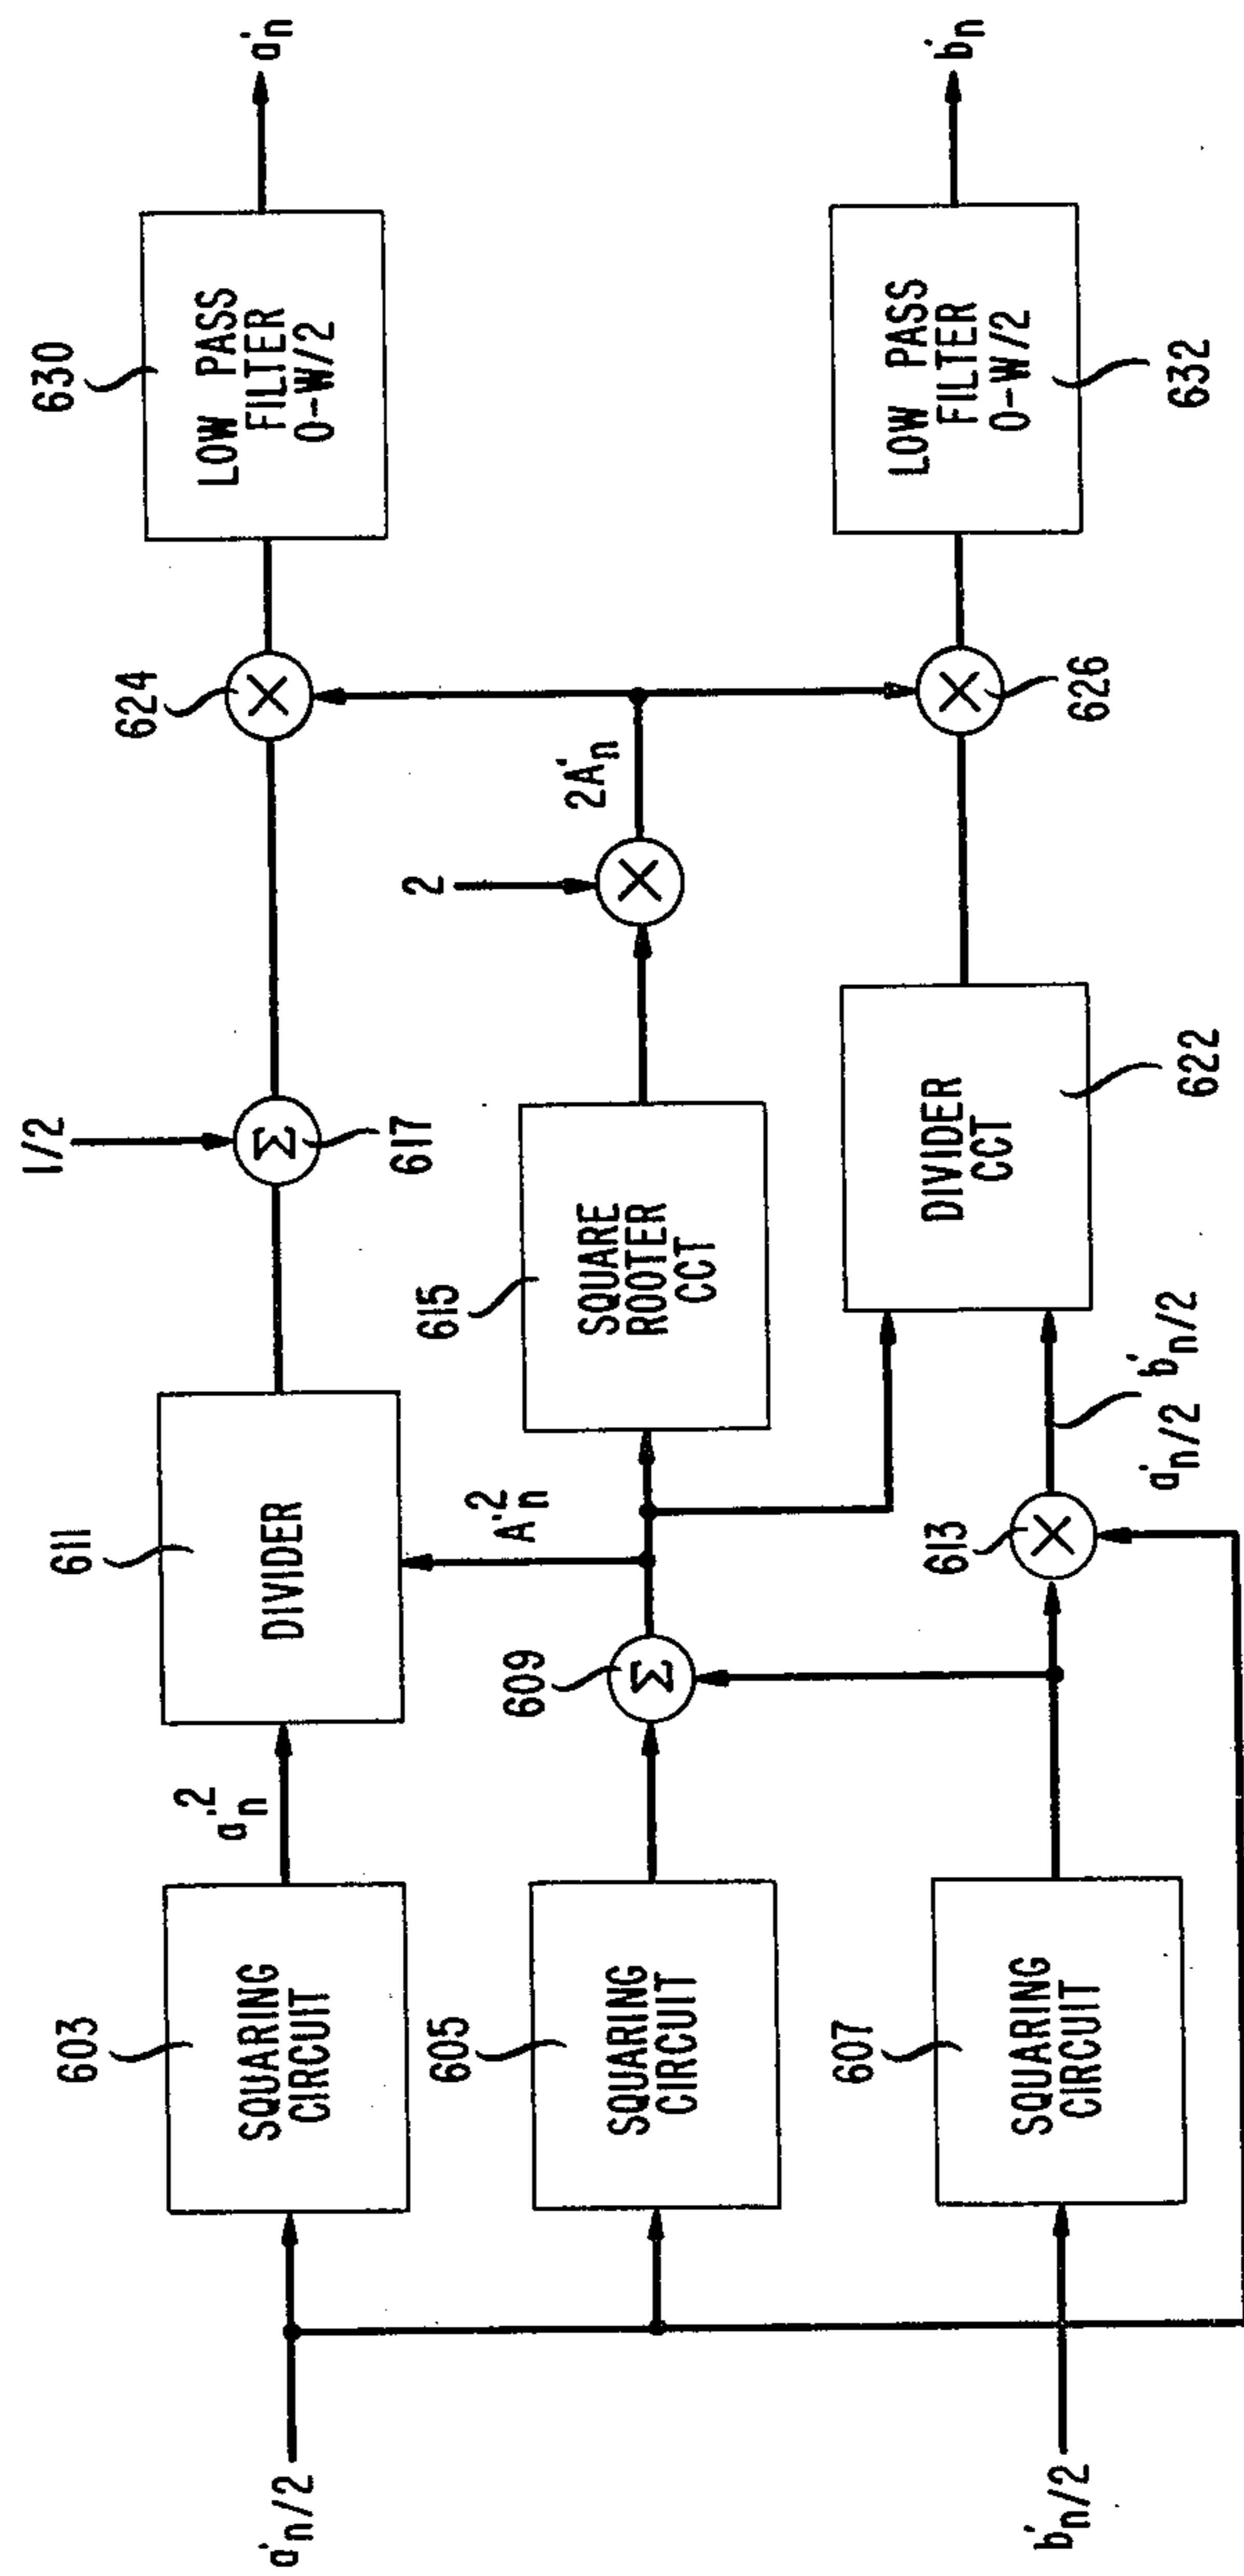 a'n/2
603
SQUARING
CIRCUIT
a'n2
611
DIVIDER
1/2
Σ
617
624
X
630
LOW PASS
FILTER
0-W/2
a'n
605
SQUARING
CIRCUIT
609
Σ
A'n2
615
SQUARE
ROOTER
CCT
2
X
2A'n
b'n/2
607
SQUARING
CIRCUIT
613
X
a'n/2 b'n/2
DIVIDER
CCT
622
X
626
LOW PASS
FILTER
0-W/2
632
b'n